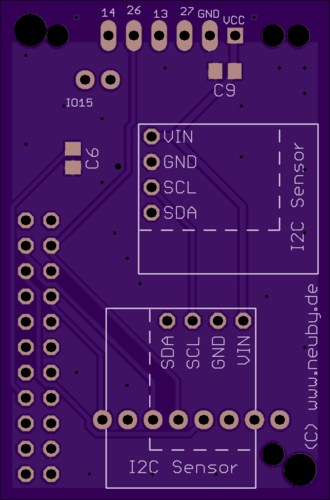 14 26 13 27 GND VCC
IO15
C9
C6
VIN
GND
SCL
SDA
I2C Sensor
SDA SCL GND VIN
I2C Sensor
(C) www.neuby.de